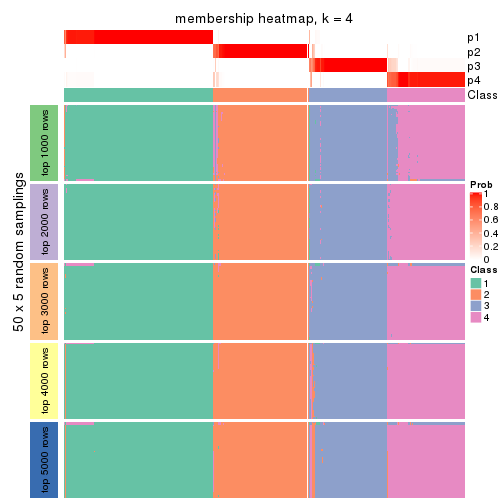 membership heatmap, k = 4
p1
p2
p3
p4
Class
50 x 5 random samplings
top 1000 rows
top 2000 rows
top 3000 rows
top 4000 rows
top 5000 rows
Prob
1
0.8
0.6
0.4
0.2
0
Class
1
2
3
4